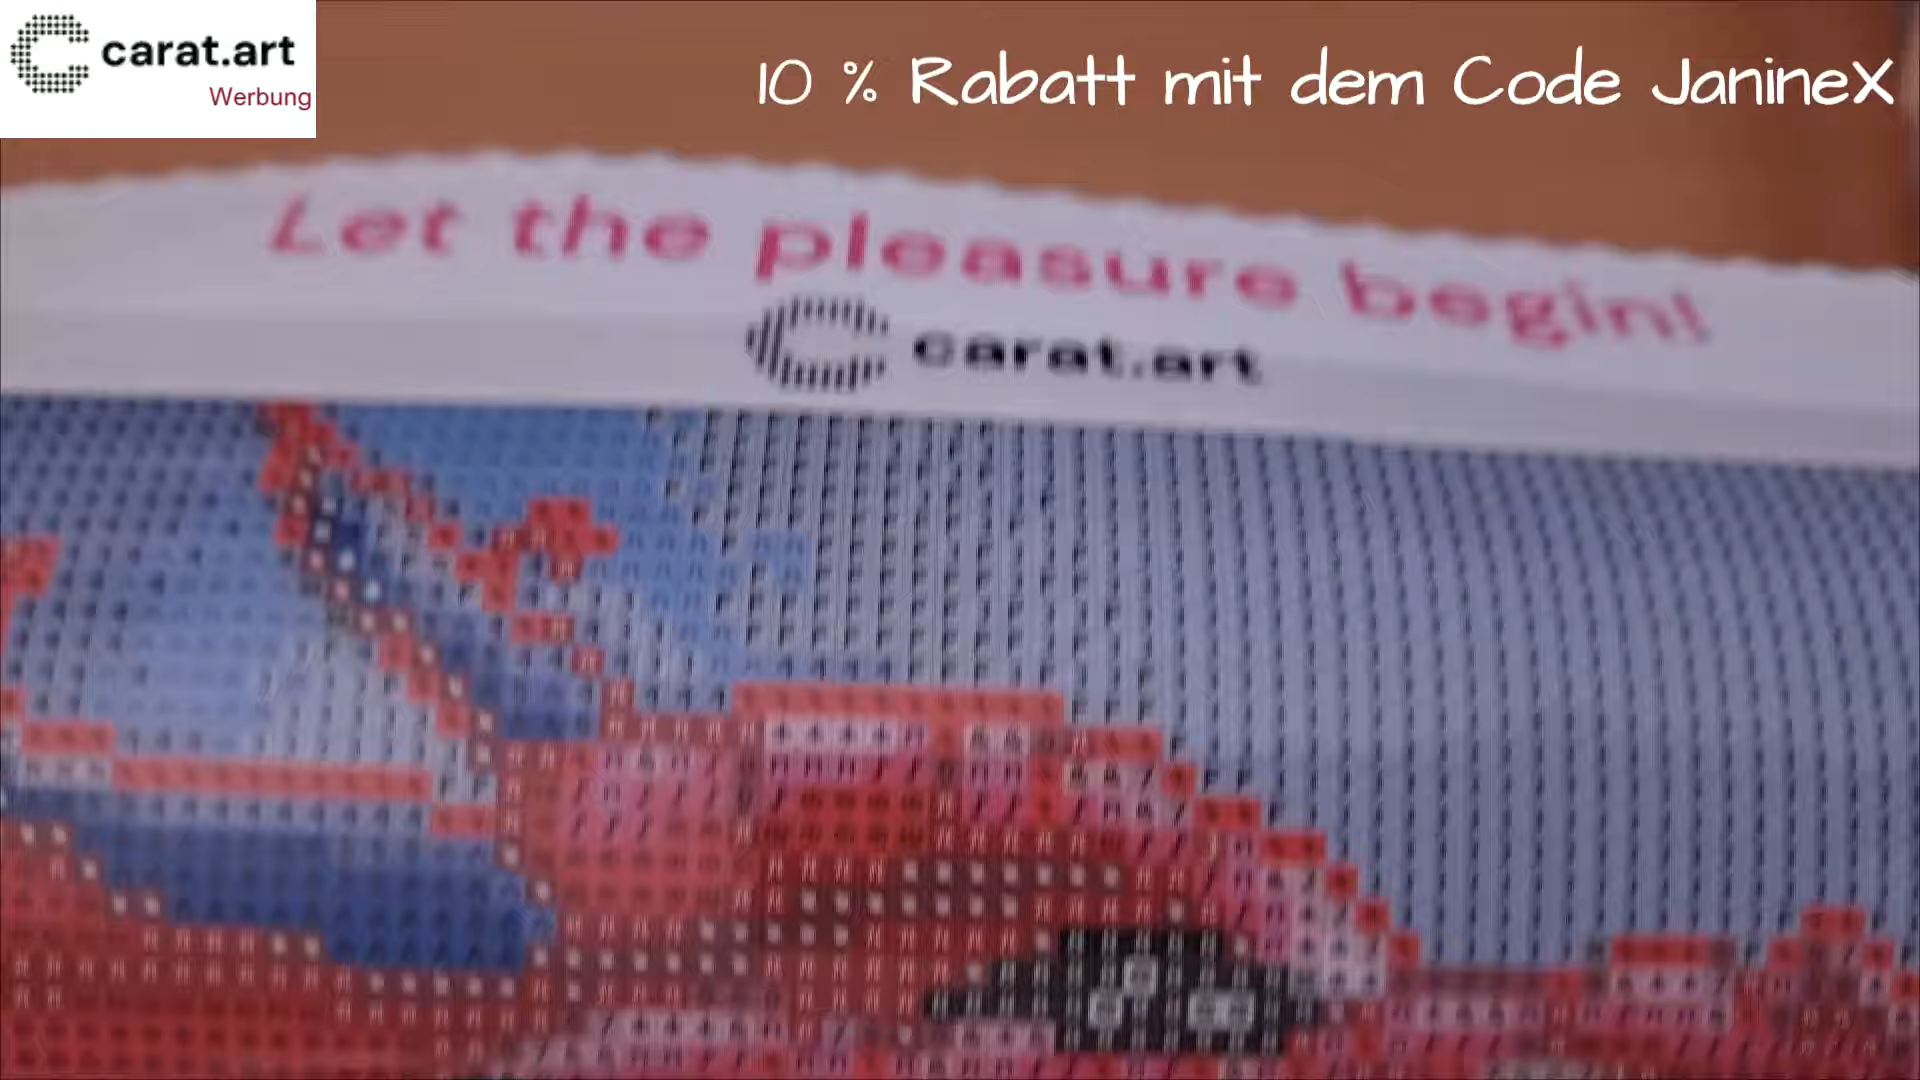 carat.art
Werbung
10 % Rabatt mit dem Code JanineX
Let the pleasure begin!
carat.art